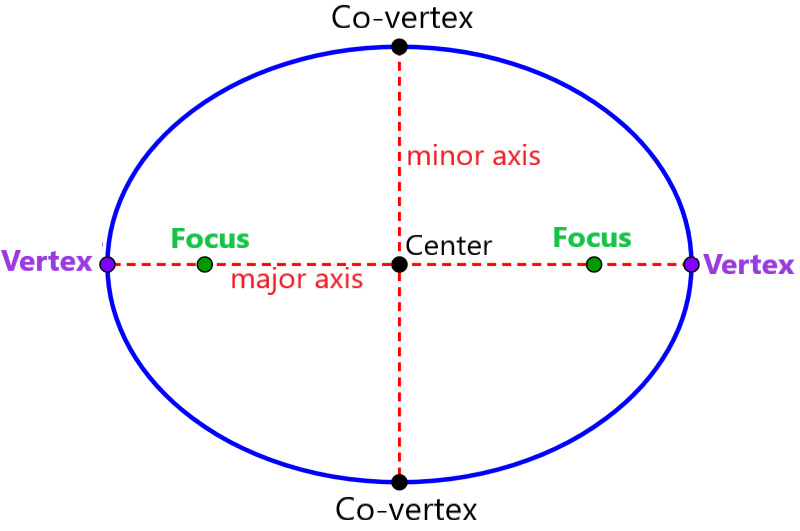 Co-vertex
minor axis
Focus
Focus
Center
Vertex
Vertex
major axis
Co-vertex